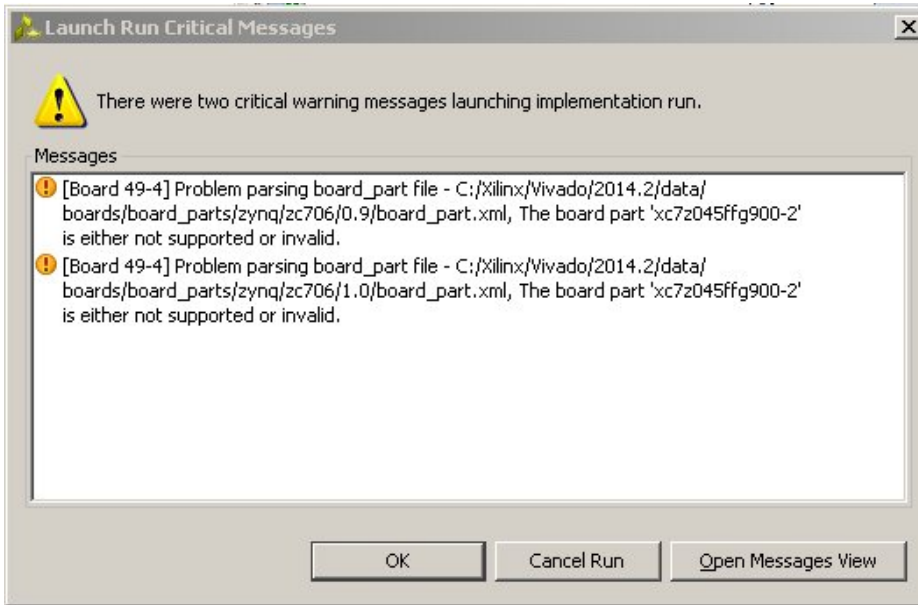 Launch Run Critical Messages
There were two critical warning messages launching implementation run.
Messages
[Board 49-4] Problem parsing board_part file - C:/Xilinx/Vivado/2014.2/data/
boards/board_parts/zynq/zc706/0.9/board_part.xml, The board part 'xc7z045ffg900-2'
is either not supported or invalid.
[Board 49-4] Problem parsing board_part file - C:/Xilinx/Vivado/2014.2/data/
boards/board_parts/zynq/zc706/1.0/board_part.xml, The board part 'xc7z045ffg900-2'
is either not supported or invalid.
OK
Cancel Run
Open Messages View